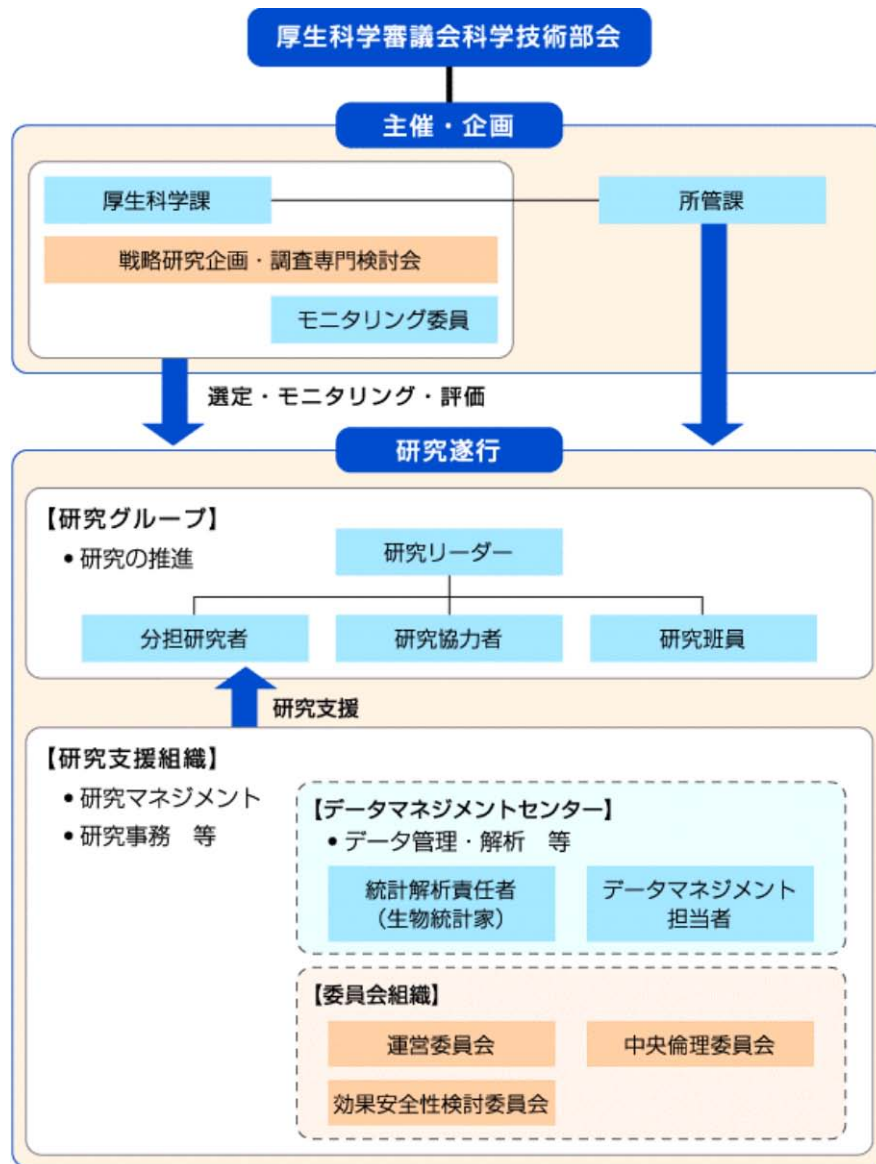 厚生科学審議会科学技術部会
主催・企画
厚生科学課
所管課
戦略研究企画・調査専門検討会
モニタリング委員
選定・モニタリング・評価
研究遂行
【研究グループ】
• 研究の推進
研究リーダー
分担研究者
研究協力者
研究班員
研究支援
【研究支援組織】
• 研究マネジメント
• 研究事務　等
【データマネジメントセンター】
• データ管理・解析　等
統計解析責任者
（生物統計家）
データマネジメント
担当者
【委員会組織】
運営委員会
中央倫理委員会
効果安全性検討委員会